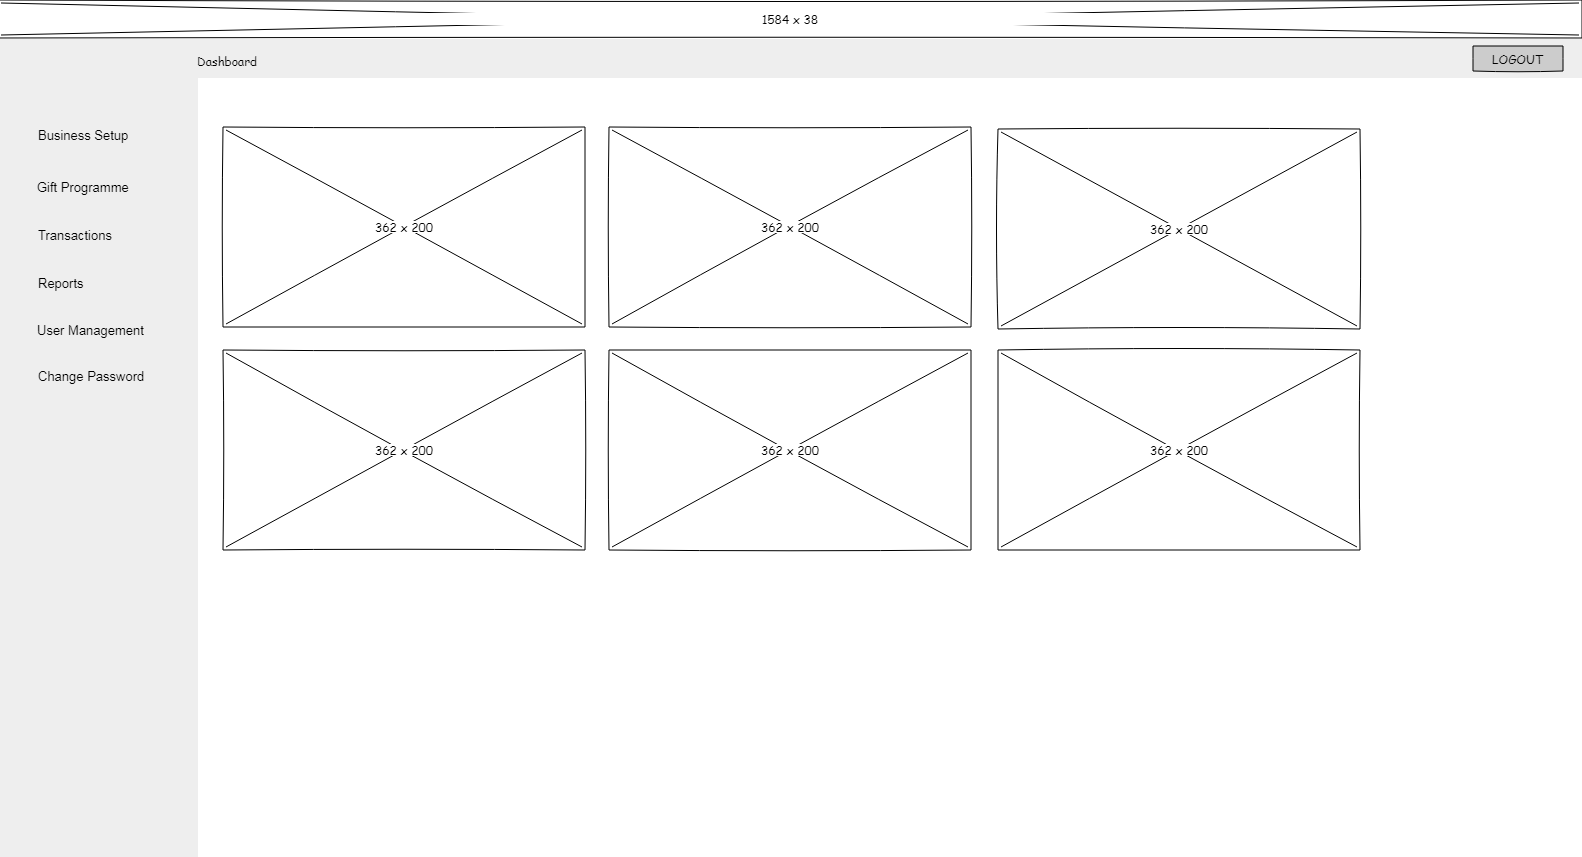 1584 x 38
Dashboard
LOGOUT
Business Setup
Gift Programme
Transactions
Reports
User Management
Change Password
362 x 200
362 x 200
362 x 200
362 x 200
362 x 200
362 x 200